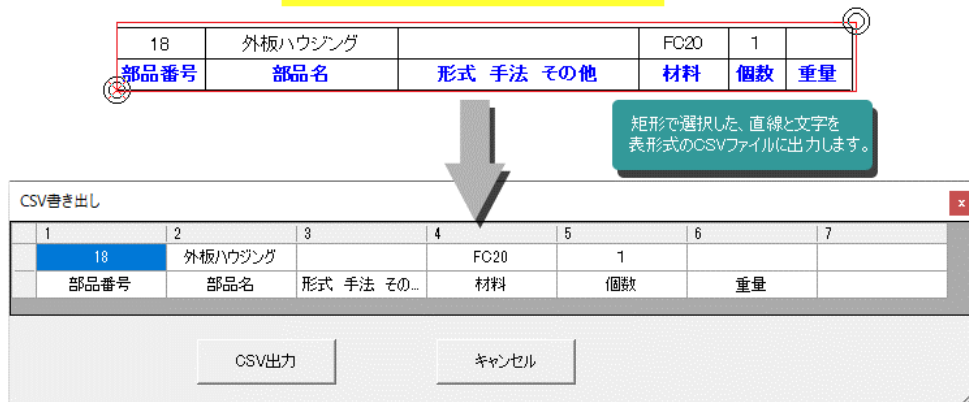 18 外板ハウジング FC20 1
部品番号 部品名 形式 手法 その他 材料 個数 重量
矩形で選択した、直線と文字を
表形式のCSVファイルに出力します。
CSV書き出し
x
1 2 3 4 5 6 7
18 外板ハウジング FC20 1
部品番号 部品名 形式 手法 その... 材料 個数 重量
CSV出力 キャンセル